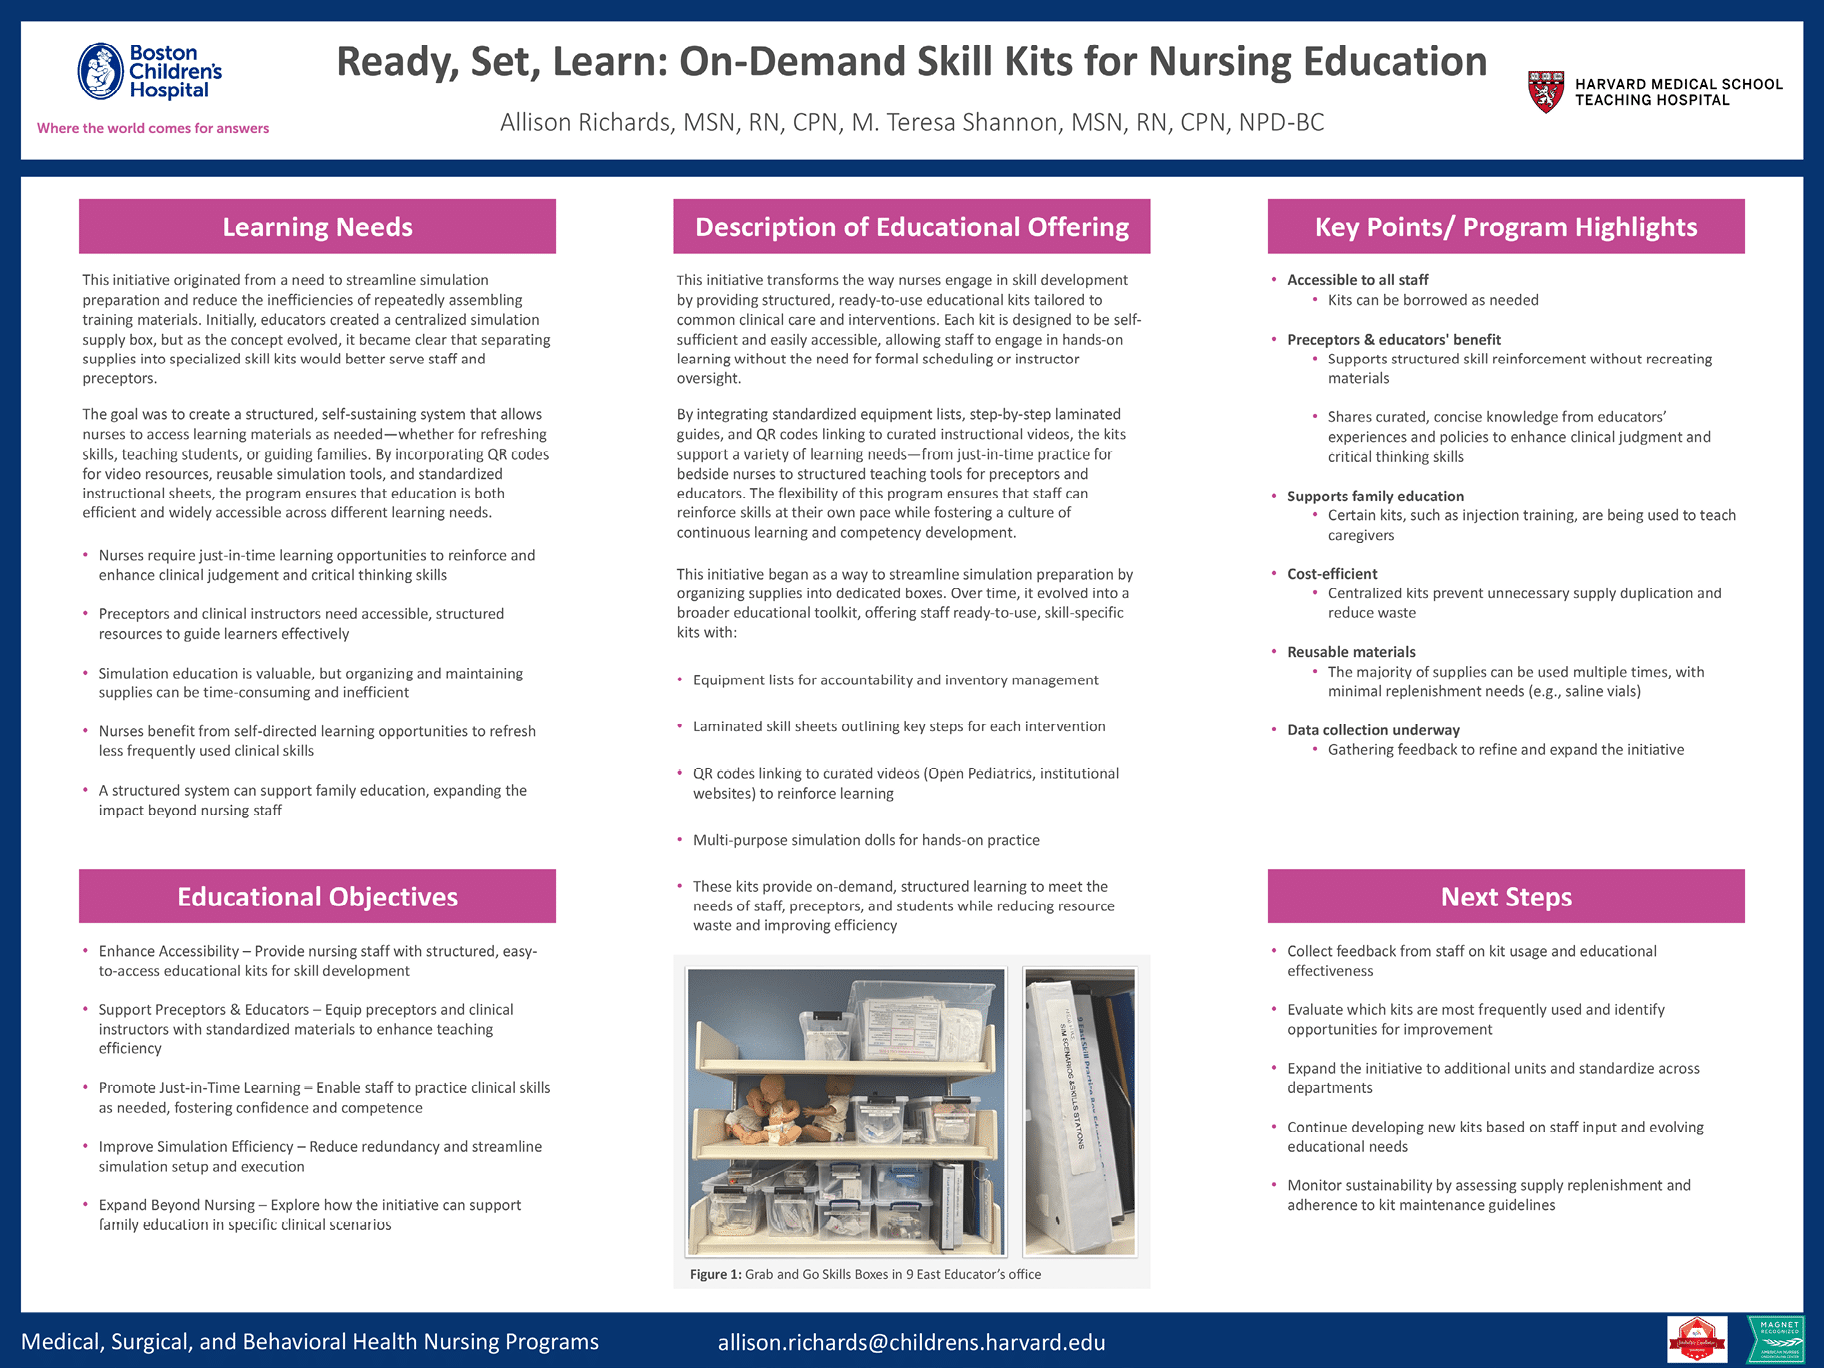 Boston
Children's
Hospital
Where the world comes for answers
Ready, Set, Learn: On-Demand Skill Kits for Nursing Education
Allison Richards, MSN, RN, CPN, M. Teresa Shannon, MSN, RN, CPN, NPD-BC
HARVARD MEDICAL SCHOOL
TEACHING HOSPITAL
Learning Needs
This initiative originated from a need to streamline simulation
preparation and reduce the inefficiencies of repeatedly assembling
training materials. Initially, educators created a centralized simulation
supply box, but as the concept evolved, it became clear that separating
supplies into specialized skill kits would better serve staff and
preceptors.
The goal was to create a structured, self-sustaining system that allows
nurses to access learning materials as needed—whether for refreshing
skills, teaching students, or guiding families. By incorporating QR codes
for video resources, reusable simulation tools, and standardized
instructional sheets, the program ensures that education is both
efficient and widely accessible across different learning needs.
• Nurses require just-in-time learning opportunities to reinforce and
enhance clinical judgement and critical thinking skills
• Preceptors and clinical instructors need accessible, structured
resources to guide learners effectively
• Simulation education is valuable, but organizing and maintaining
supplies can be time-consuming and inefficient
• Nurses benefit from self-directed learning opportunities to refresh
less frequently used clinical skills
• A structured system can support family education, expanding the
impact beyond nursing staff
Educational Objectives
• Enhance Accessibility – Provide nursing staff with structured, easy-
to-access educational kits for skill development
• Support Preceptors & Educators – Equip preceptors and clinical
instructors with standardized materials to enhance teaching
efficiency
• Promote Just-in-Time Learning – Enable staff to practice clinical skills
as needed, fostering confidence and competence
• Improve Simulation Efficiency – Reduce redundancy and streamline
simulation setup and execution
• Expand Beyond Nursing – Explore how the initiative can support
family education in specific clinical scenarios
Description of Educational Offering
This initiative transforms the way nurses engage in skill development
by providing structured, ready-to-use educational kits tailored to
common clinical care and interventions. Each kit is designed to be self-
sufficient and easily accessible, allowing staff to engage in hands-on
learning without the need for formal scheduling or instructor
oversight.
By integrating standardized equipment lists, step-by-step laminated
guides, and QR codes linking to curated instructional videos, the kits
support a variety of learning needs—from just-in-time practice for
bedside nurses to structured teaching tools for preceptors and
educators. The flexibility of this program ensures that staff can
reinforce skills at their own pace while fostering a culture of
continuous learning and competency development.
This initiative began as a way to streamline simulation preparation by
organizing supplies into dedicated boxes. Over time, it evolved into a
broader educational toolkit, offering staff ready-to-use, skill-specific
kits with:
• Equipment lists for accountability and inventory management
• Laminated skill sheets outlining key steps for each intervention
• QR codes linking to curated videos (Open Pediatrics, institutional
websites) to reinforce learning
• Multi-purpose simulation dolls for hands-on practice
• These kits provide on-demand, structured learning to meet the
needs of staff, preceptors, and students while reducing resource
waste and improving efficiency
SIM SCENARIOS & SKILLS STATIONS
9 East Skill Practice Box
Figure 1: Grab and Go Skills Boxes in 9 East Educator's office
Key Points/ Program Highlights
• Accessible to all staff
• Kits can be borrowed as needed
• Preceptors & educators' benefit
• Supports structured skill reinforcement without recreating
materials
• Shares curated, concise knowledge from educators'
experiences and policies to enhance clinical judgment and
critical thinking skills
• Supports family education
• Certain kits, such as injection training, are being used to teach
caregivers
• Cost-efficient
• Centralized kits prevent unnecessary supply duplication and
reduce waste
• Reusable materials
• The majority of supplies can be used multiple times, with
minimal replenishment needs (e.g., saline vials)
• Data collection underway
• Gathering feedback to refine and expand the initiative
Next Steps
• Collect feedback from staff on kit usage and educational
effectiveness
• Evaluate which kits are most frequently used and identify
opportunities for improvement
• Expand the initiative to additional units and standardize across
departments
• Continue developing new kits based on staff input and evolving
educational needs
• Monitor sustainability by assessing supply replenishment and
adherence to kit maintenance guidelines
Medical, Surgical, and Behavioral Health Nursing Programs
allison.richards@childrens.harvard.edu
MAGNET
RECOGNIZED
AMERICAN NURSES